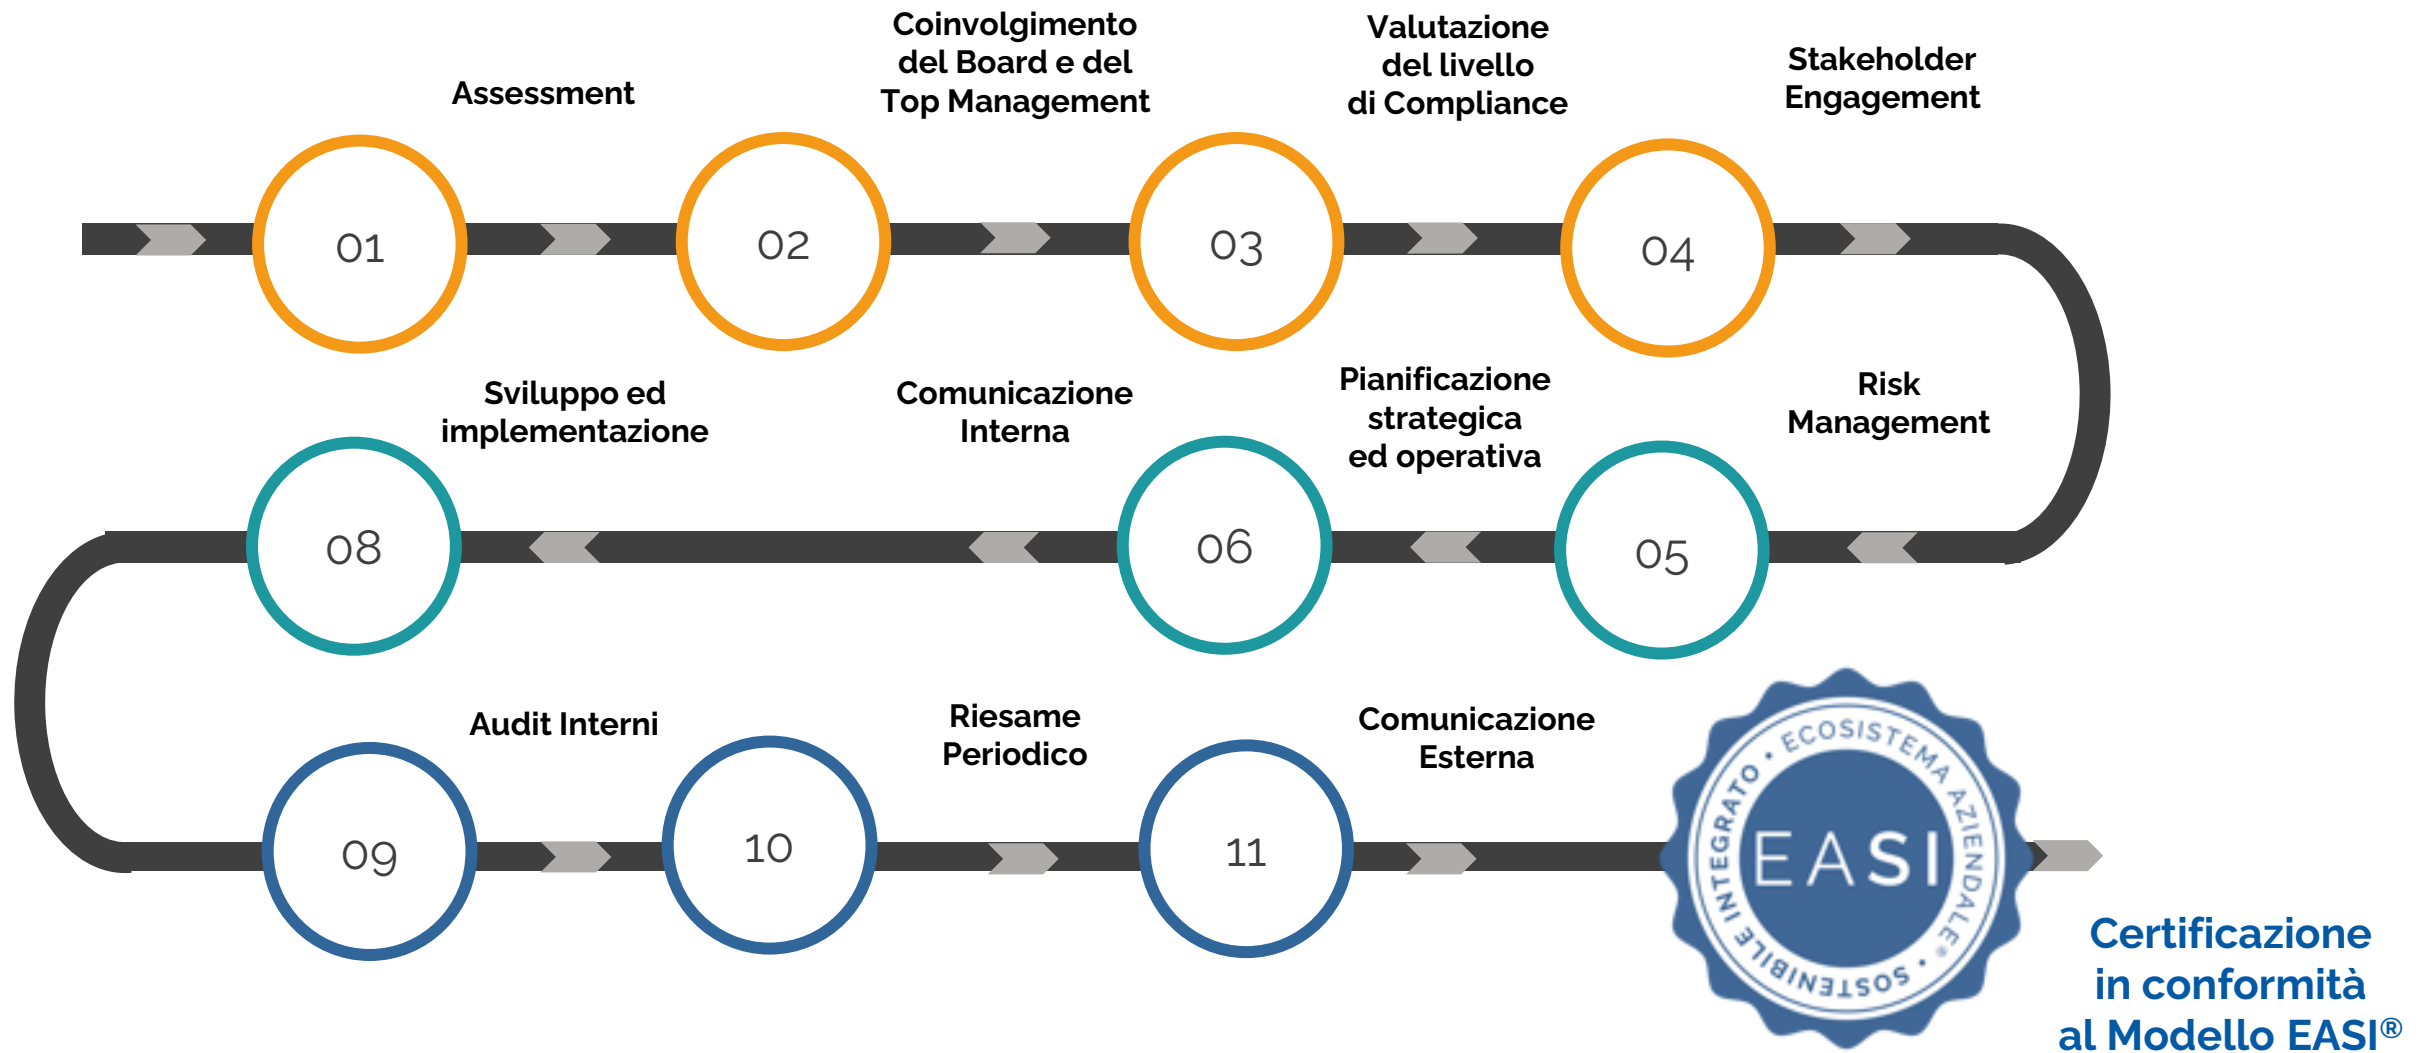 Assessment
Coinvolgimento
del Board e del
Top Management
Valutazione
del livello
di Compliance
Stakeholder
Engagement
01
02
03
04
Sviluppo ed
implementazione
Comunicazione
Interna
Pianificazione
strategica
ed operativa
Risk
Management
08
06
05
Audit Interni
Riesame
Periodico
Comunicazione
Esterna
09
10
11
ECOSISTEMA AZIENDALE® • SOSTENIBILE INTEGRATO •
EASI
Certificazione
in conformità
al Modello EASI®